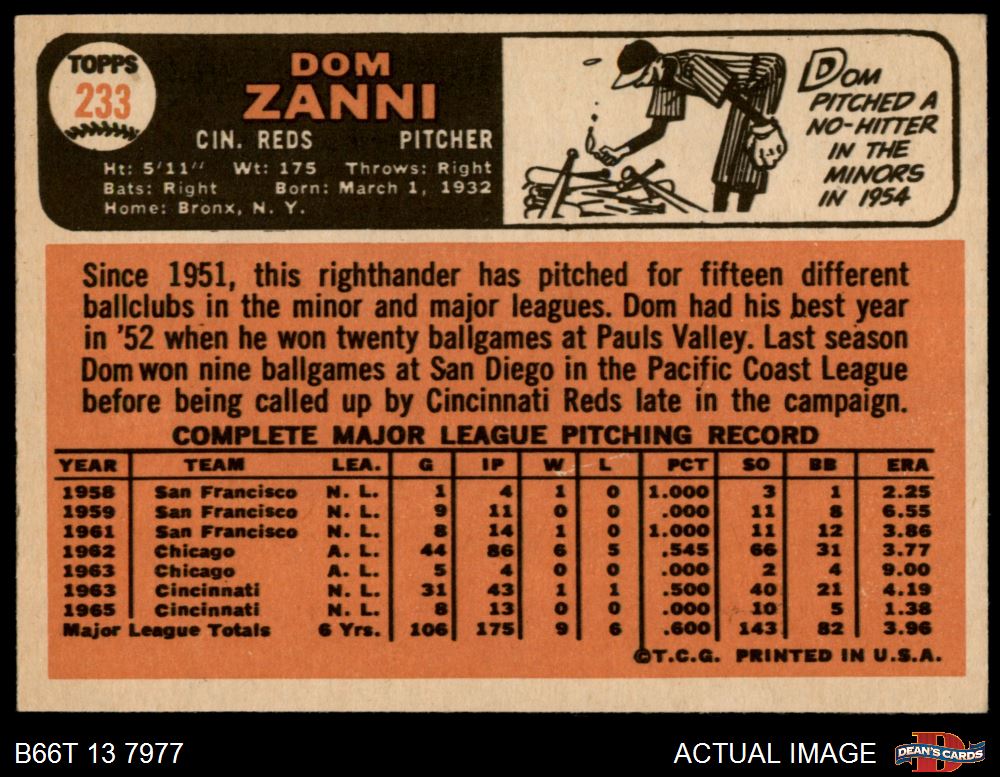 TOPPS
233
DOM
ZANNI
CIN. REDS PITCHER
Ht: 5'11" Wt: 175 Throws: Right
Bats: Right Born: March 1, 1932
Home: Bronx, N. Y.
DOM
PITCHED A
NO-HITTER
IN THE
MINORS
IN 1954
Since 1951, this righthander has pitched for fifteen different
ballclubs in the minor and major leagues. Dom had his best year
in '52 when he won twenty ballgames at Pauls Valley. Last season
Dom won nine ballgames at San Diego in the Pacific Coast League
before being called up by Cincinnati Reds late in the campaign.
COMPLETE MAJOR LEAGUE PITCHING RECORD
YEAR TEAM LEA. G IP W L PCT SO BB ERA
1958 San Francisco N. L. 1 4 1 0 1.000 3 1 2.25
1959 San Francisco N. L. 9 11 0 0 .000 11 8 6.55
1961 San Francisco N. L. 8 14 1 0 1.000 11 12 3.86
1962 Chicago A. L. 44 86 6 5 .545 66 31 3.77
1963 Chicago A. L. 5 4 0 0 .000 2 4 9.00
1963 Cincinnati N. L. 31 43 1 1 .500 40 21 4.19
1965 Cincinnati N. L. 8 13 0 0 .000 10 5 1.38
Major League Totals 6 Yrs. 106 175 9 6 .600 143 82 3.96
©T.C.G. PRINTED IN U.S.A.
B66T 13 7977 ACTUAL IMAGE DEAN'S CARDS